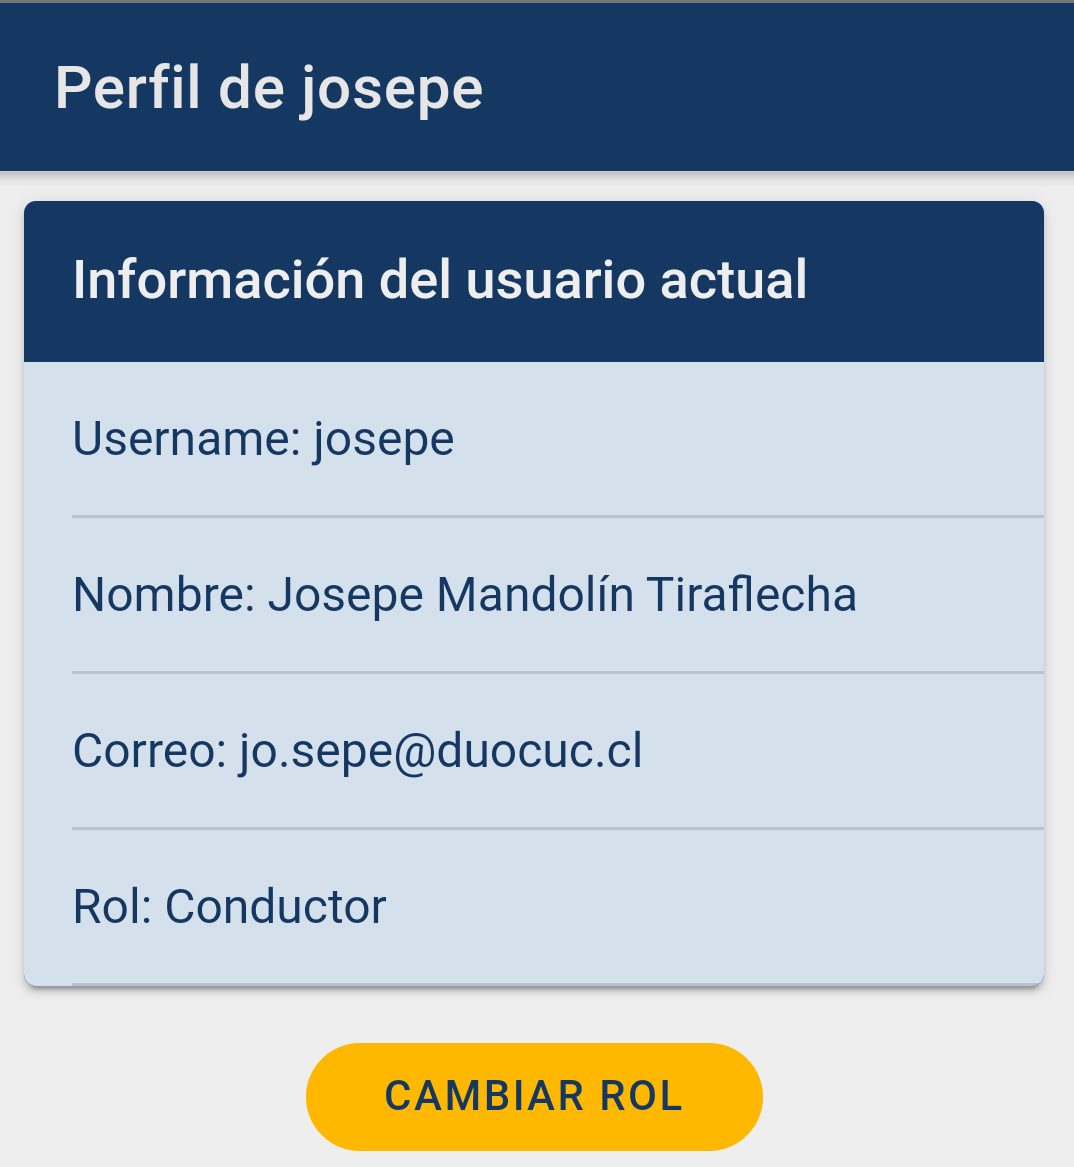 Perfil de josepe
Información del usuario actual
Username: josepe
Nombre: Josepe Mandolín Tiraflecha
Correo: jo.sepe@duocuc.cl
Rol: Conductor
CAMBIAR ROL